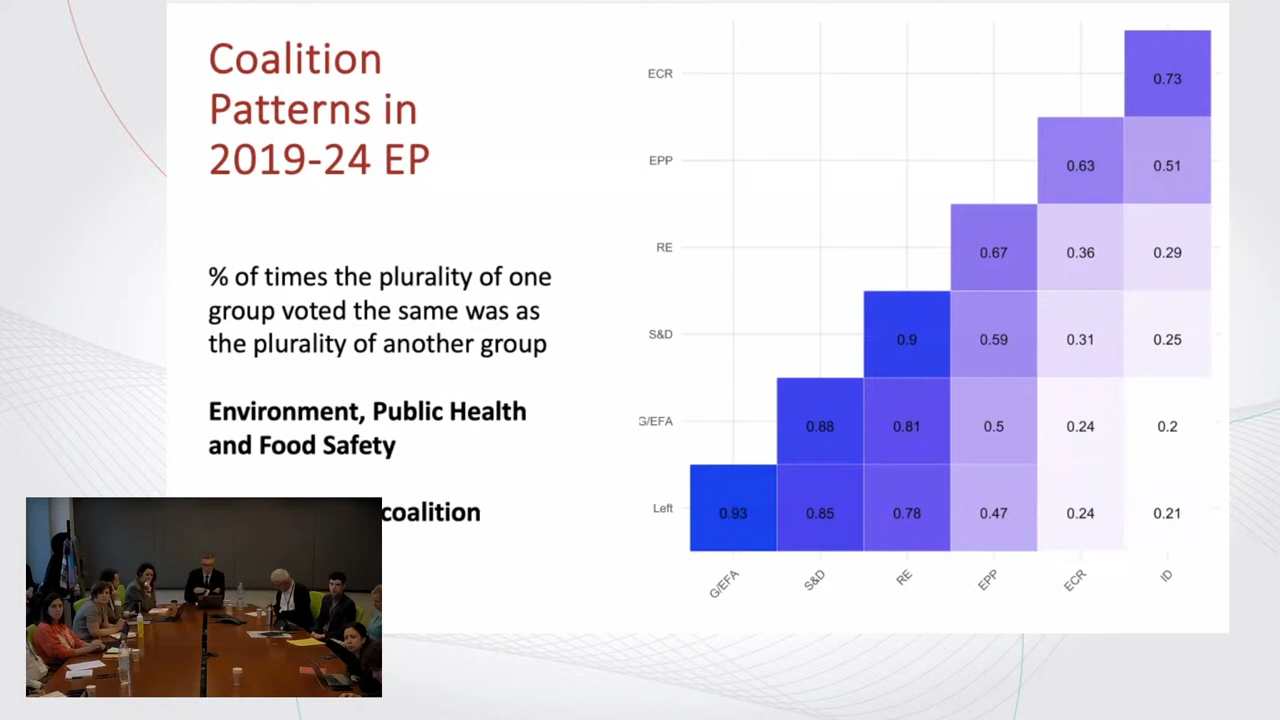 Coalition
Patterns in
2019-24 EP
% of times the plurality of one
group voted the same was as
the plurality of another group
Environment, Public Health
and Food Safety
coalition
ECR
0.73
EPP
0.63
0.51
RE
0.67
0.36
0.29
S&D
0.9
0.59
0.31
0.25
G/EFA
0.88
0.81
0.5
0.24
0.2
Left
0.93
0.85
0.78
0.47
0.24
0.21
G/EFA
S&D
RE
EPP
ECR
ID